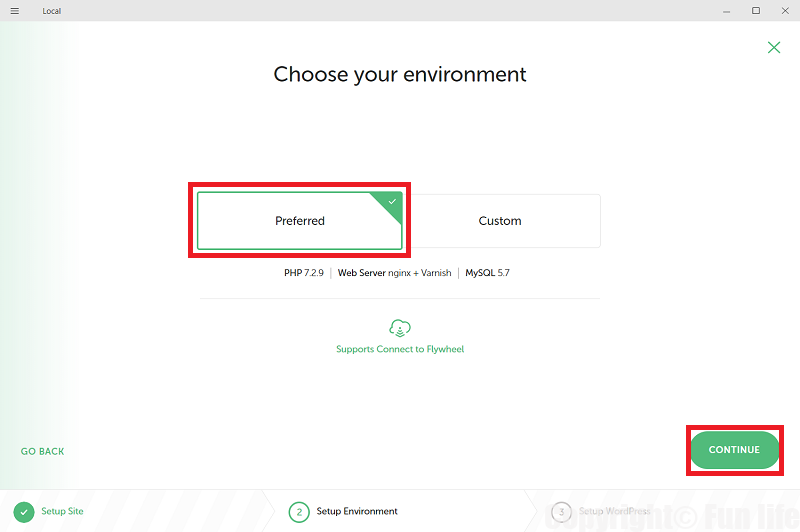 Local
Choose your environment
Preferred
Custom
PHP 7.2.9 | Web Server nginx + Varnish | MySQL 5.7
Supports Connect to Flywheel
GO BACK
CONTINUE
Setup Site
2 Setup Environment
3 Setup WordPress
Copyright© Fun life